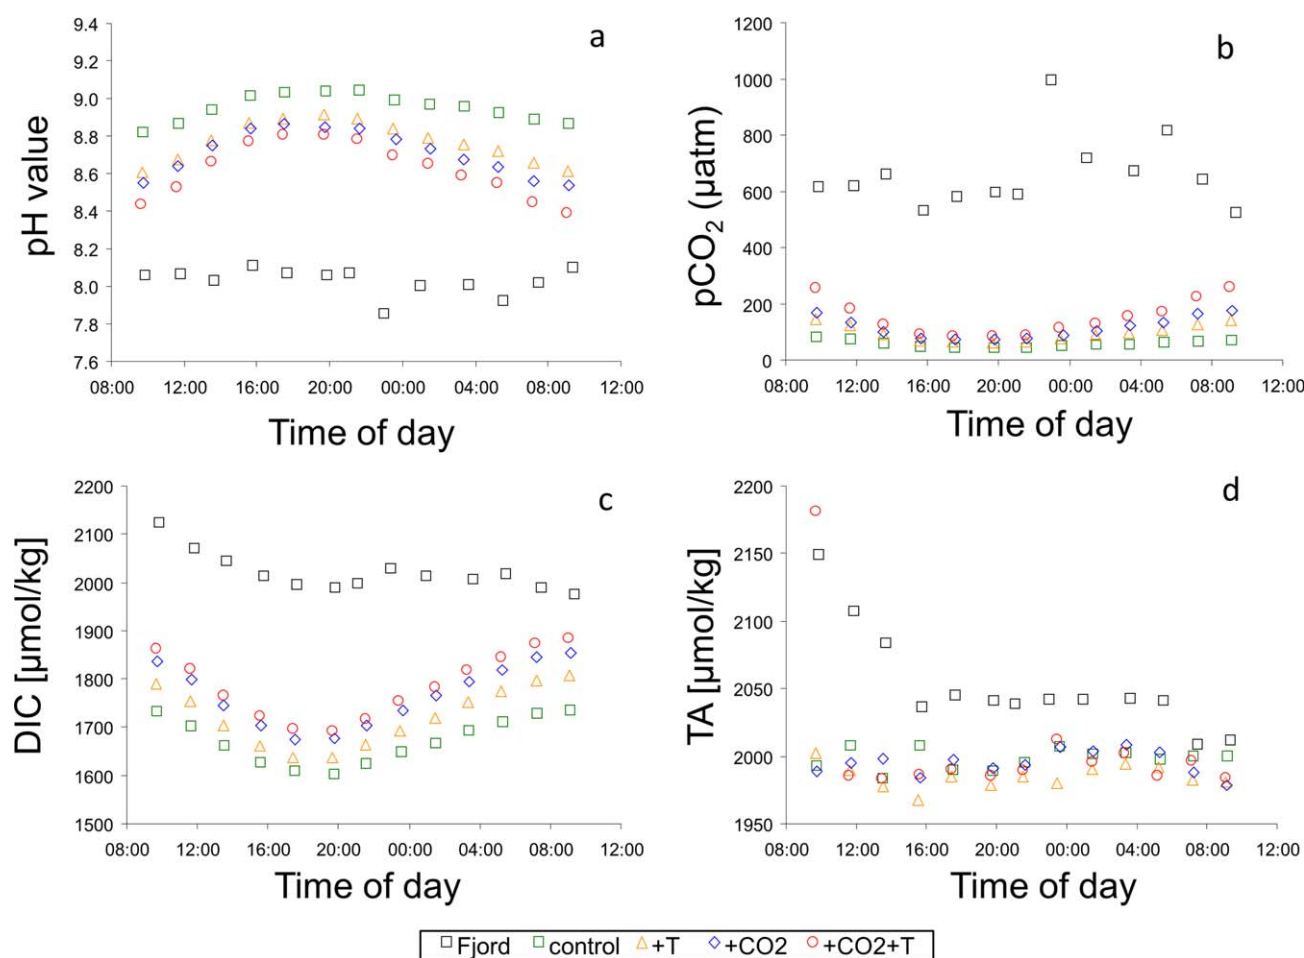 a
9.4
9.2
9.0
8.8
8.6
8.4
8.2
8.0
7.8
7.6
pH value
08:00 12:00 16:00 20:00 00:00 04:00 08:00 12:00
Time of day
b
1200
1000
800
600
400
200
0
pCO₂ (µatm)
08:00 12:00 16:00 20:00 00:00 04:00 08:00 12:00
Time of day
c
2200
2100
2000
1900
1800
1700
1600
1500
DIC [µmol/kg]
08:00 12:00 16:00 20:00 00:00 04:00 08:00 12:00
Time of day
d
2200
2150
2100
2050
2000
1950
TA [µmol/kg]
08:00 12:00 16:00 20:00 00:00 04:00 08:00 12:00
Time of day
Fjord control +T +CO2 +CO2+T